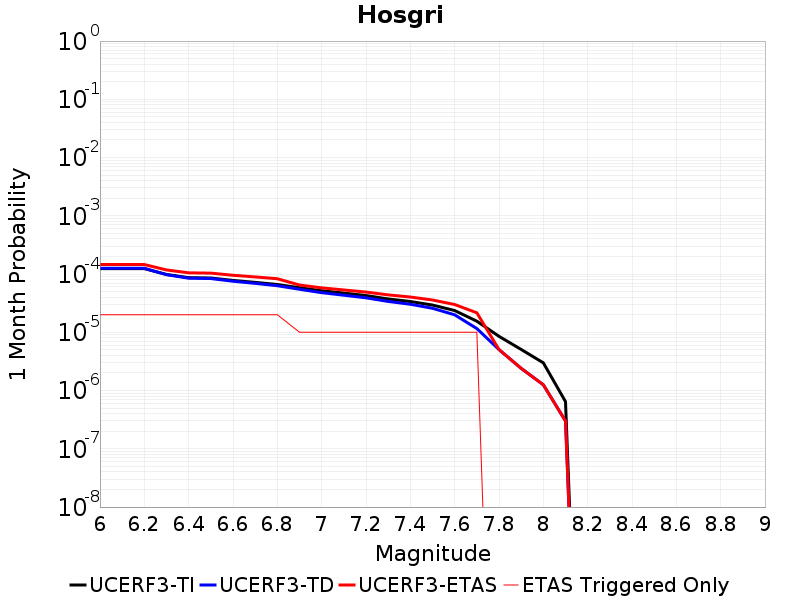 Hosgri
1 Month Probability
10^0
10^-1
10^-2
10^-3
10^-4
10^-5
10^-6
10^-7
10^-8
6 6.2 6.4 6.6 6.8 7 7.2 7.4 7.6 7.8 8 8.2 8.4 8.6 8.8 9
Magnitude
UCERF3-TI UCERF3-TD UCERF3-ETAS ETAS Triggered Only